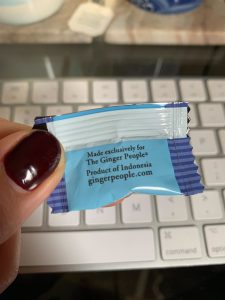 Made exclusively for
The Ginger People®
Product of Indonesia
gingerpeople.com
command